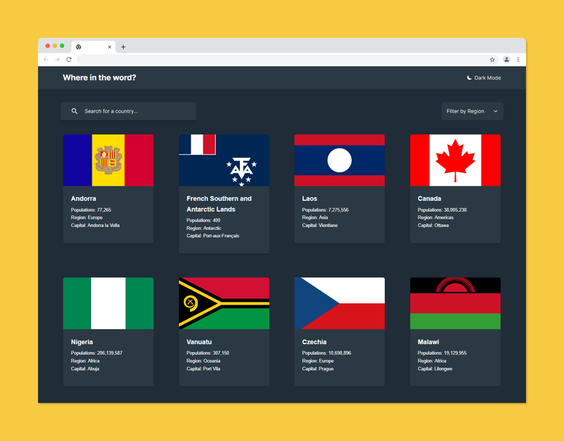 Where in the word?
Dark Mode
Search for a country...
Filter by Region
Andorra
Populations: 77,265
Region: Europe
Capital: Andorra la Vella
French Southern and
Antarctic Lands
Populations: 400
Region: Antarctic
Capital: Port-aux-Français
Laos
Populations: 7,275,556
Region: Asia
Capital: Vientiane
Canada
Populations: 38,005,238
Region: Americas
Capital: Ottawa
Nigeria
Populations: 206,139,587
Region: Africa
Capital: Abuja
Vanuatu
Populations: 307,150
Region: Oceania
Capital: Port Vila
Czechia
Populations: 10,698,896
Region: Europe
Capital: Prague
Malawi
Populations: 19,129,955
Region: Africa
Capital: Lilongwe